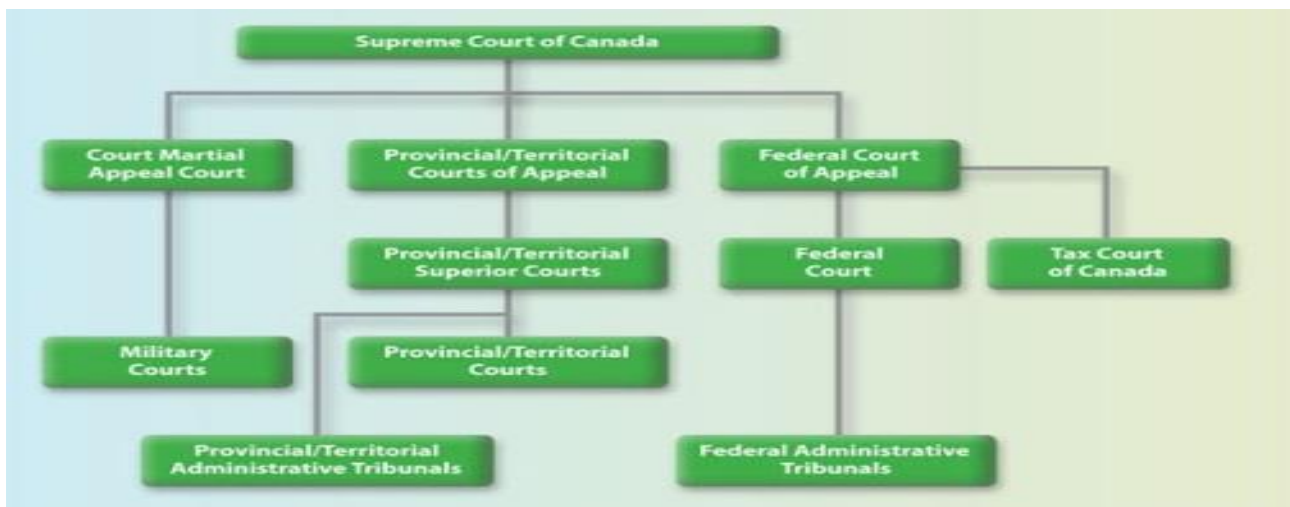 Supreme Court of Canada
Court Martial
Appeal Court
Provincial/Territorial
Courts of Appeal
Federal Court
of Appeal
Provincial/Territorial
Superior Courts
Federal
Court
Tax Court
of Canada
Military
Courts
Provincial/Territorial
Courts
Provincial/Territorial
Administrative Tribunals
Federal Administrative
Tribunals